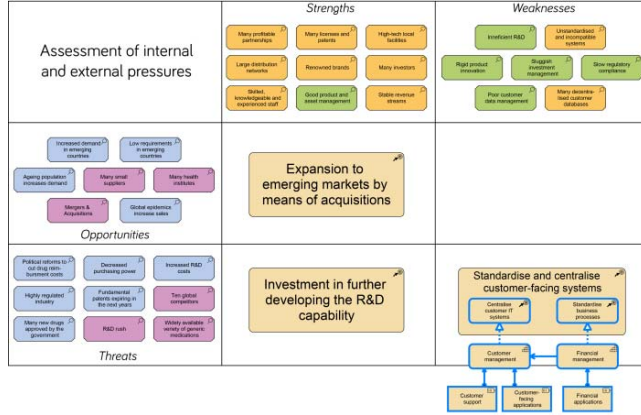 Assessment of internal
and external pressures
Strengths
Many profitable
partnerships
Many licenses and
patents
High-tech local
facilities
Large distribution
networks
Renowned brands
Many investors
Skilled,
knowledgeable and
experienced staff
Good product and
asset management
Stable revenue
streams
Weaknesses
Inneficient R&D
Unstandardised
and incompatible
systems
Rigid product
innovation
Sluggish
investment
management
Slow regulatory
compliance
Poor customer
data management
Many decentra-
lised customer
databases
Increased demand
in emerging
countries
Low requirements
in emerging
countries
Ageing population
increases demand
Many small
suppliers
Many health
institutes
Mergers &
Acquisitions
Global epidemics
increase sales
Opportunities
Expansion to
emerging markets by
means of acquisitions
Political reforms to
cut drug reim-
bursment costs
Decreased
purchasing power
Increased R&D
costs
Highly regulated
industry
Fundamental
patents expiring in
the next years
Ten global
competitors
Many new drugs
approved by the
government
R&D rush
Widely available
variety of generic
medications
Threats
Investment in further
developing the R&D
capability
Standardise and centralise
customer-facing systems
Centralise
customer IT
systems
Standardise
business
processes
Customer
management
Financial
management
Customer
support
Customer-
facing
applications
Financial
applications